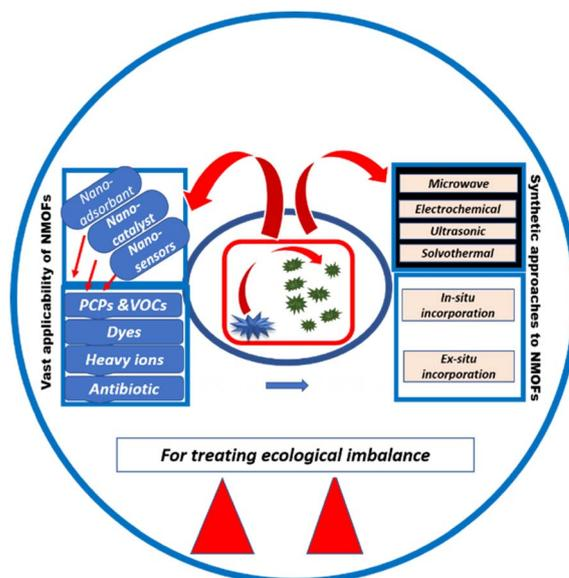 Vast applicability of NMOFs
Nano-
adsorbant
Nano-
catalyst
Nano-
sensors
PCPs &VOCs
Dyes
Heavy ions
Antibiotic
Microwave
Electrochemical
Ultrasonic
Solvothermal
In-situ
incorporation
Ex-situ
incorporation
Synthetic approaches to NMOFs
For treating ecological imbalance